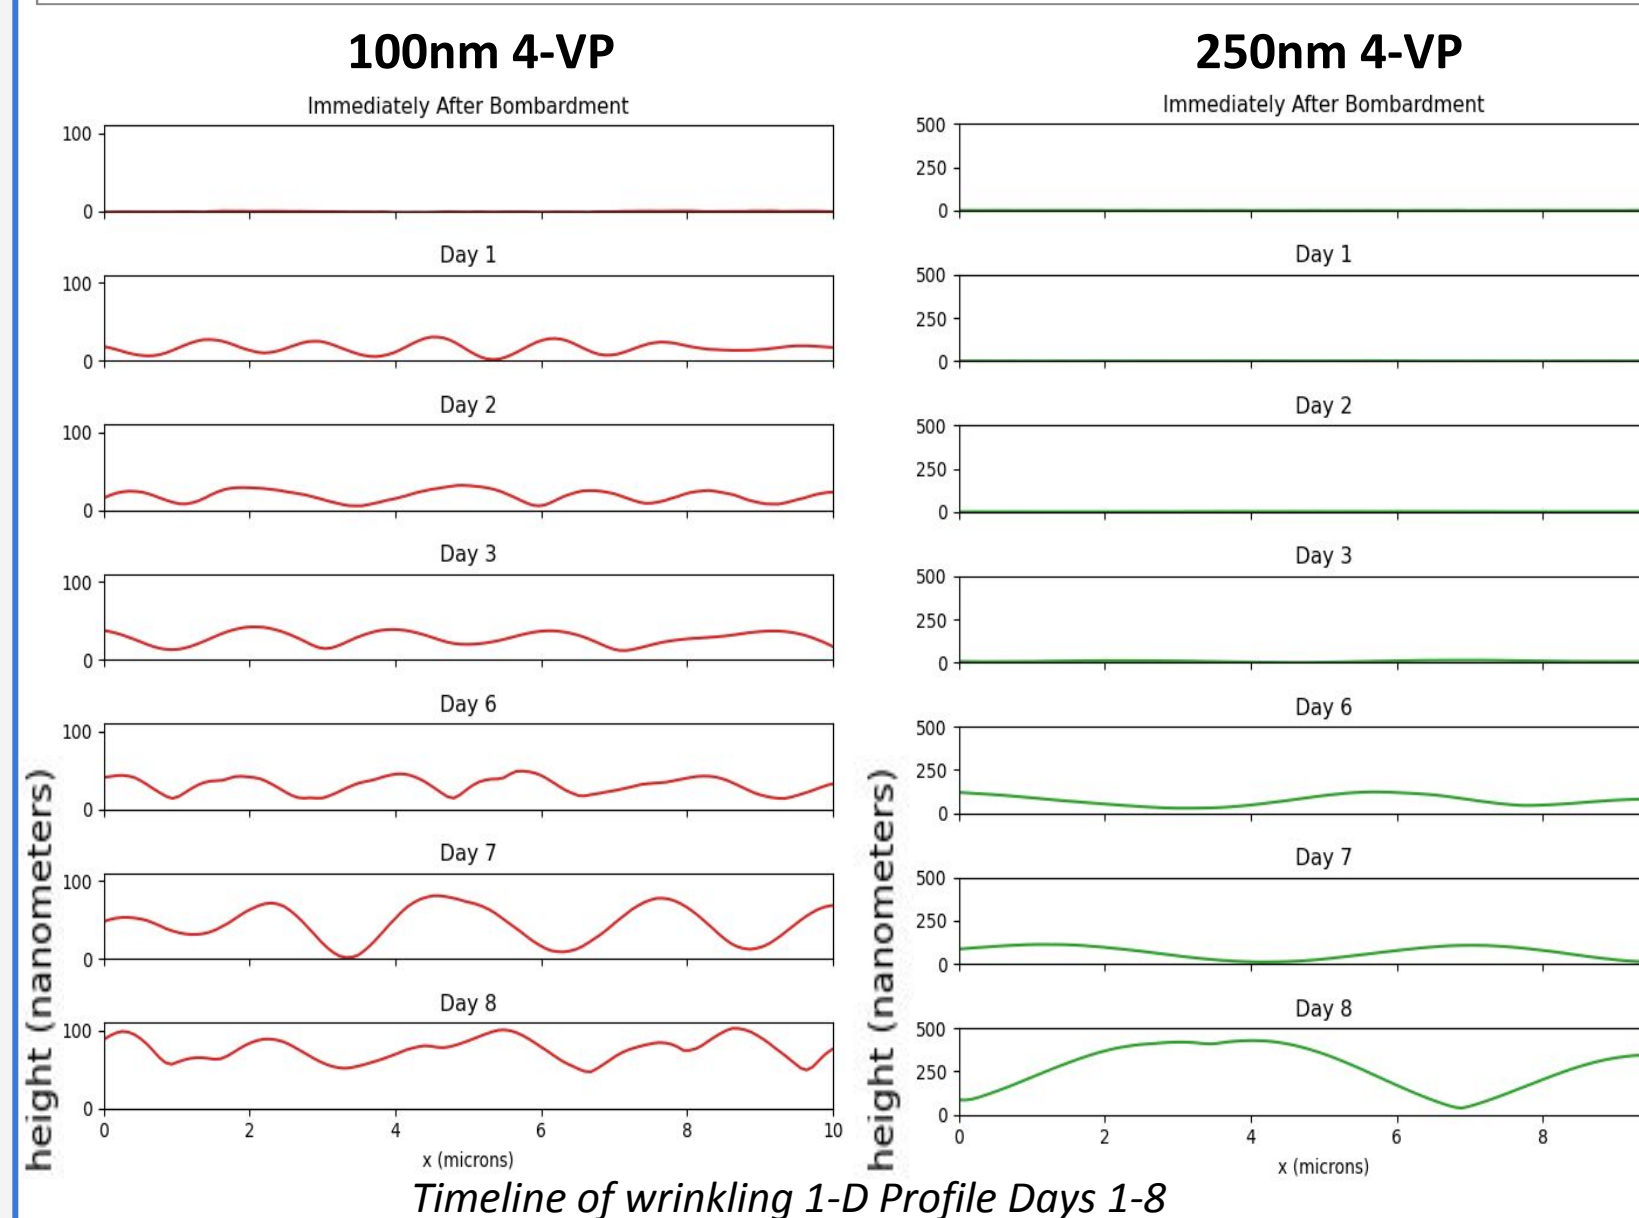 100nm 4-VP
Immediately After Bombardment
100
0
Day 1
100
0
Day 2
100
0
Day 3
100
0
Day 6
100
0
Day 7
100
0
Day 8
100
0
0 2 4 6 8 10
x (microns)
height (nanometers)
250nm 4-VP
Immediately After Bombardment
500
250
0
Day 1
500
250
0
Day 2
500
250
0
Day 3
500
250
0
Day 6
500
250
0
Day 7
500
250
0
Day 8
500
250
0
0 2 4 6 8
x (microns)
height (nanometers)
Timeline of wrinkling 1-D Profile Days 1-8